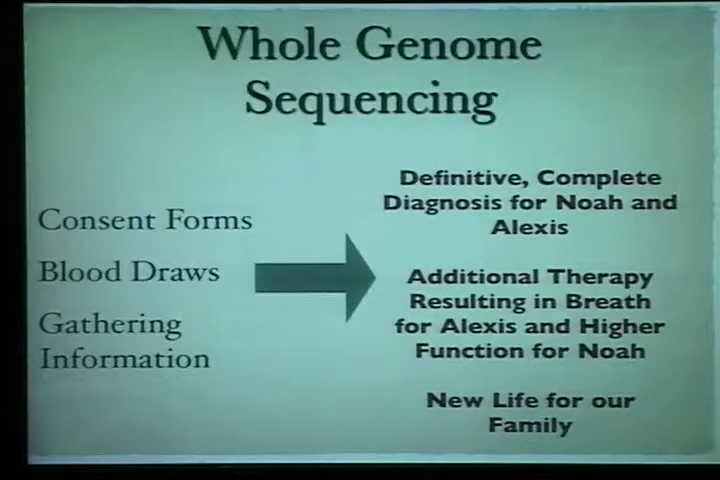 Whole Genome
Sequencing
Consent Forms
Blood Draws
Gathering
Information
Definitive, Complete
Diagnosis for Noah and
Alexis
Additional Therapy
Resulting in Breath
for Alexis and Higher
Function for Noah
New Life for our
Family